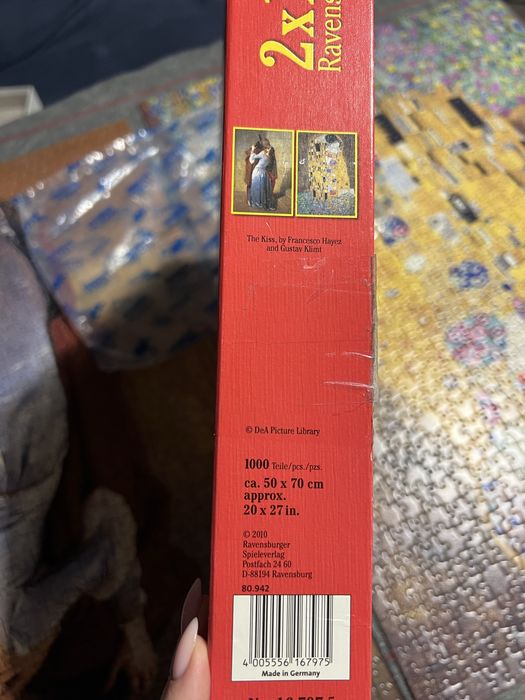 2x
Ravens
The Kiss, by Francesco Hayez
and Gustav Klimt
© DeA Picture Library
1000 Teile/pcs./pzs.
ca. 50 x 70 cm
approx.
20 x 27 in.
© 2010
Ravensburger
Spieleverlag
Postfach 24 60
D-88194 Ravensburg
80.942
4 005556 167975
Made in Germany